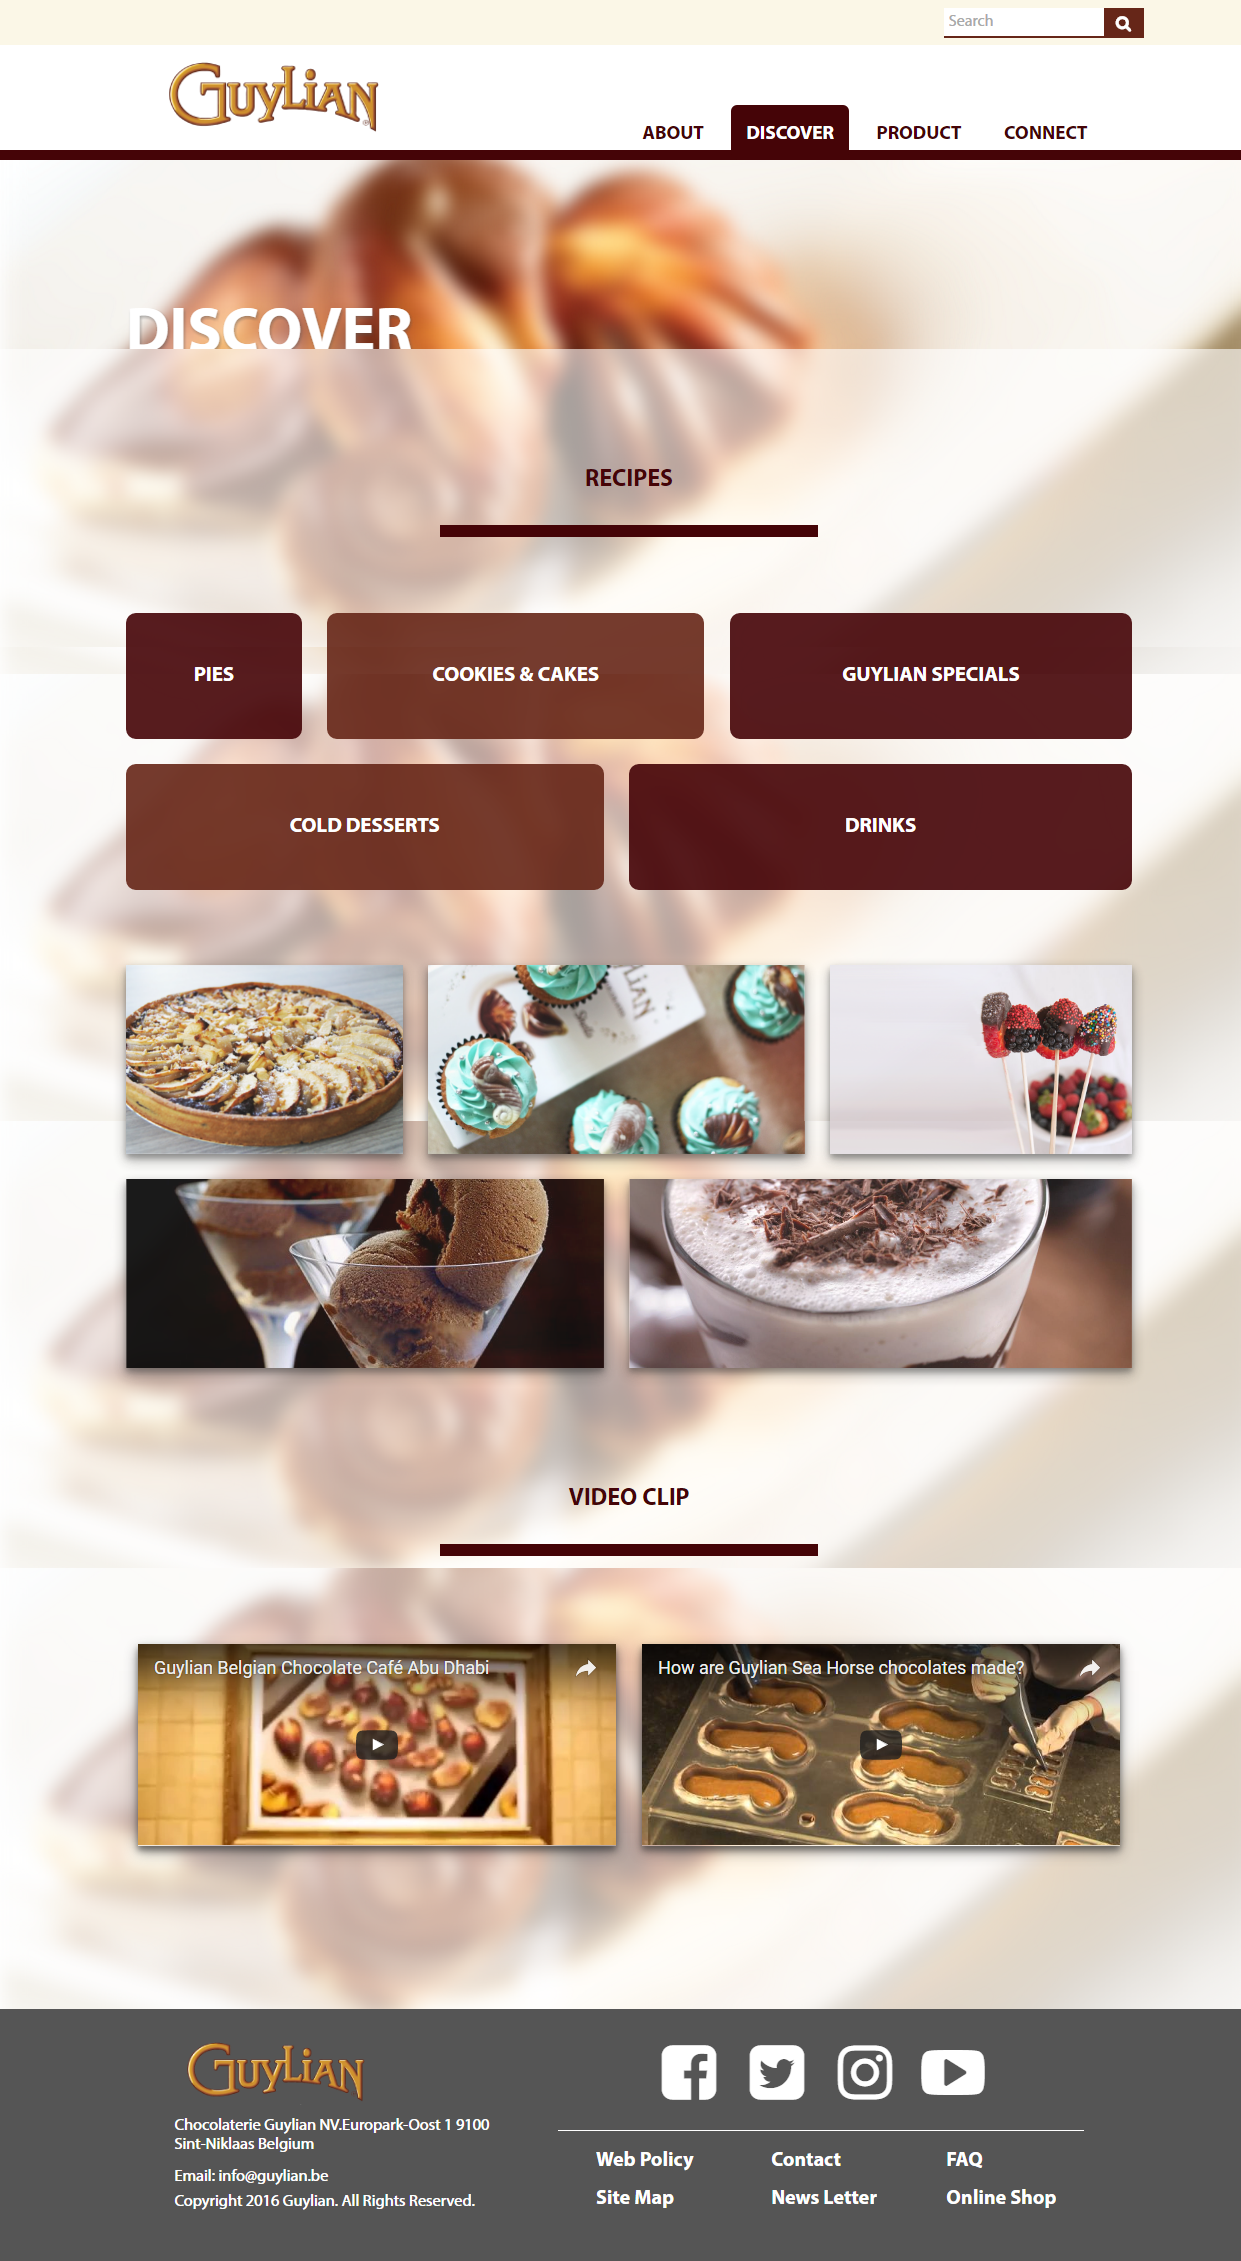 Search
GUYLIAN
ABOUT
DISCOVER
PRODUCT
CONNECT
DISCOVER
RECIPES
PIES
COOKIES & CAKES
GUYLIAN SPECIALS
COLD DESSERTS
DRINKS
LIAN
VIDEO CLIP
Guylian Belgian Chocolate Café Abu Dhabi
How are Guylian Sea Horse chocolates made?
GUYLIAN
Chocolaterie Guylian NV.Europark-Oost 1 9100
Sint-Niklaas Belgium
Email: info@guylian.be
Copyright 2016 Guylian. All Rights Reserved.
Web Policy
Contact
FAQ
Site Map
News Letter
Online Shop